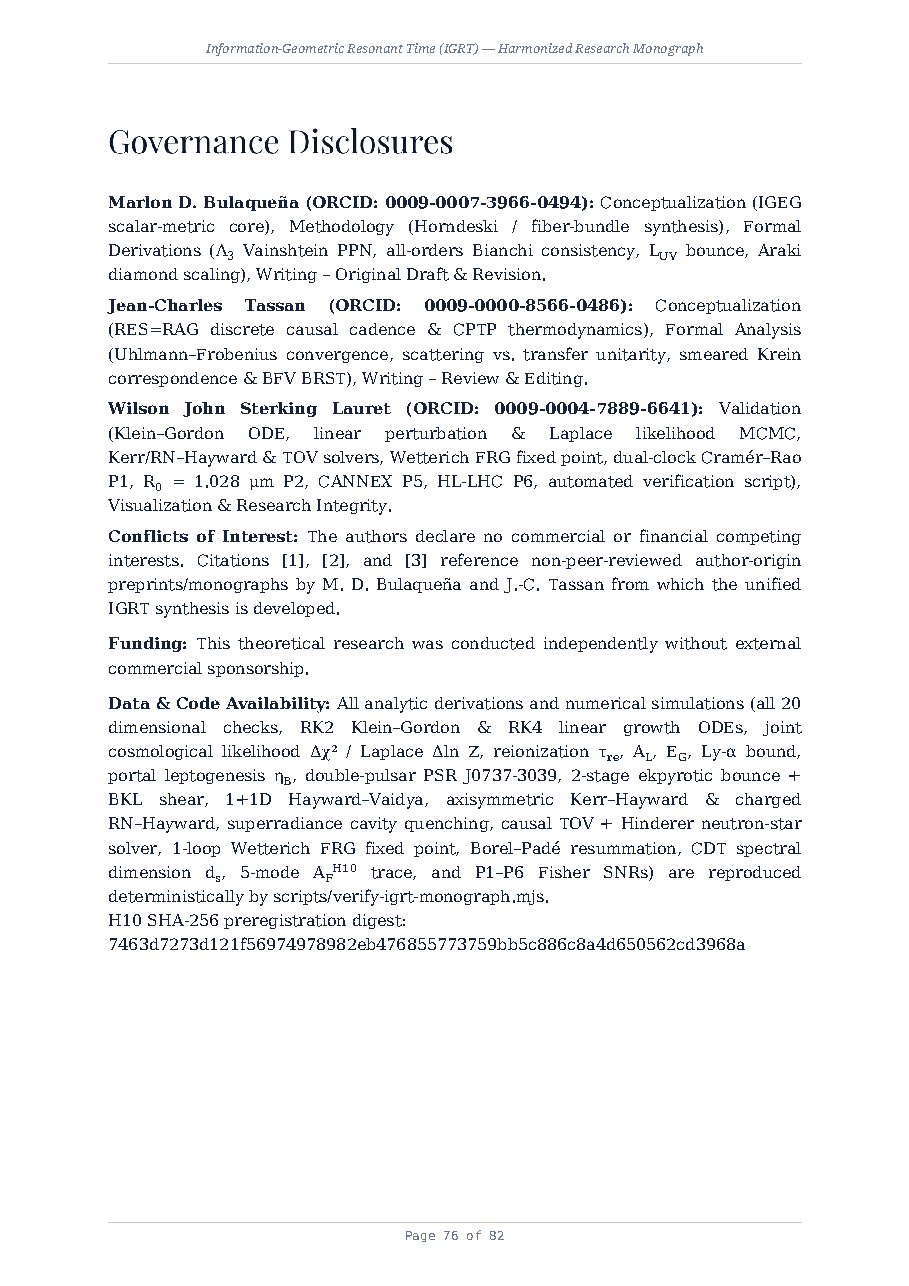 Information-Geometric Resonant Time (IGRT) — Harmonized Research Monograph
Governance Disclosures
Marlon D. Bulaqueña (ORCID: 0009-0007-3966-0494): Conceptualization (IGEG
scalar-metric core), Methodology (Horndeski / fiber-bundle synthesis), Formal
Derivations (Λ₃ Vainshtein PPN, all-orders Bianchi consistency, L_UV bounce, Araki
diamond scaling), Writing – Original Draft & Revision.
Jean-Charles Tassan (ORCID: 0009-0000-8566-0486): Conceptualization
(RES=RAG discrete causal cadence & CPTP thermodynamics), Formal Analysis
(Uhlmann–Frobenius convergence, scattering vs. transfer unitarity, smeared Krein
correspondence & BFV BRST), Writing – Review & Editing.
Wilson John Sterking Lauret (ORCID: 0009-0004-7889-6641): Validation
(Klein–Gordon ODE, linear perturbation & Laplace likelihood MCMC,
Kerr/RN–Hayward & TOV solvers, Wetterich FRG fixed point, dual-clock Cramér–Rao
P1, R₀ = 1.028 µm P2, CANNEX P5, HL-LHC P6, automated verification script),
Visualization & Research Integrity.
Conflicts of Interest: The authors declare no commercial or financial competing
interests. Citations [1], [2], and [3] reference non-peer-reviewed author-origin
preprints/monographs by M. D. Bulaqueña and J.-C. Tassan from which the unified
IGRT synthesis is developed.
Funding: This theoretical research was conducted independently without external
commercial sponsorship.
Data & Code Availability: All analytic derivations and numerical simulations (all 20
dimensional checks, RK2 Klein–Gordon & RK4 linear growth ODEs, joint
cosmological likelihood Δχ² / Laplace Δln Z, reionization τ_re, A_L, E_G, Ly-α bound,
portal leptogenesis η_B, double-pulsar PSR J0737-3039, 2-stage ekpyrotic bounce +
BKL shear, 1+1D Hayward–Vaidya, axisymmetric Kerr–Hayward & charged
RN–Hayward, superradiance cavity quenching, causal TOV + Hinderer neutron-star
solver, 1-loop Wetterich FRG fixed point, Borel–Padé resummation, CDT spectral
dimension d_s, 5-mode A_F^H10 trace, and P1–P6 Fisher SNRs) are reproduced
deterministically by scripts/verify-igrt-monograph.mjs.
H10 SHA-256 preregistration digest:
7463d7273d121f56974978982eb476855773759bb5c886c8a4d650562cd3968a
Page 76 of 82